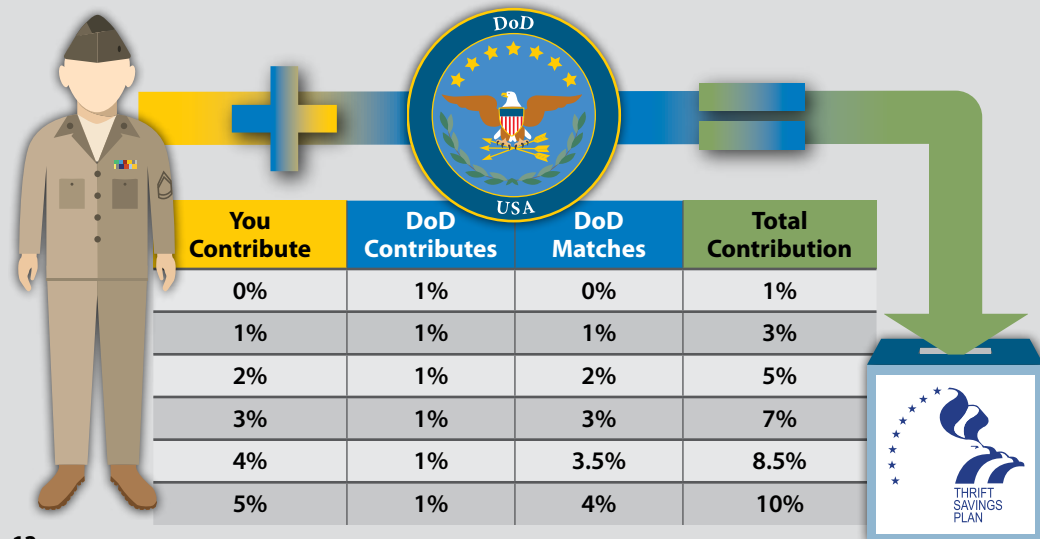 DoD
USA
You Contribute DoD Contributes DoD Matches Total Contribution
0% 1% 0% 1%
1% 1% 1% 3%
2% 1% 2% 5%
3% 1% 3% 7%
4% 1% 3.5% 8.5%
5% 1% 4% 10%
THRIFT
SAVINGS
PLAN